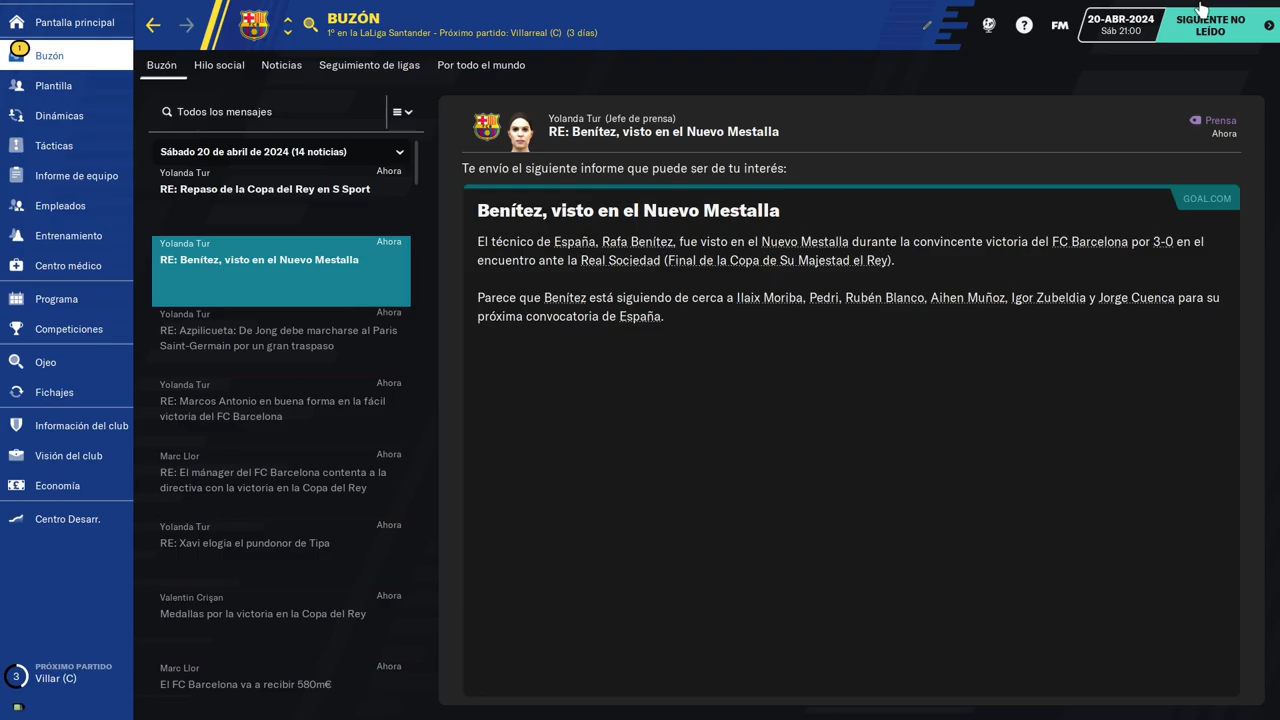 Pantalla principal
1
Buzón
Plantilla
Dinámicas
Tácticas
Informe de equipo
Empleados
Entrenamiento
Centro médico
Programa
Competiciones
Ojeo
Fichajes
Información del club
Visión del club
Economía
Centro Desarr.
3
PRÓXIMO PARTIDO
Villar (C)
BUZÓN
1º en la LaLiga Santander - Próximo partido: Villarreal (C) (3 días)
FM
20-ABR-2024
Sáb 21:00
SIGUIENTE NO LEÍDO
Buzón
Hilo social
Noticias
Seguimiento de ligas
Por todo el mundo
Todos los mensajes
Sábado 20 de abril de 2024 (14 noticias)
Yolanda Tur Ahora
RE: Repaso de la Copa del Rey en S Sport
Yolanda Tur Ahora
RE: Benítez, visto en el Nuevo Mestalla
Yolanda Tur Ahora
RE: Azpilicueta: De Jong debe marcharse al Paris
Saint-Germain por un gran traspaso
Yolanda Tur Ahora
RE: Marcos Antonio en buena forma en la fácil
victoria del FC Barcelona
Marc Llor Ahora
RE: El mánager del FC Barcelona contenta a la
directiva con la victoria en la Copa del Rey
Yolanda Tur Ahora
RE: Xavi elogia el pundonor de Tipa
Valentin Crişan Ahora
Medallas por la victoria en la Copa del Rey
Marc Llor Ahora
El FC Barcelona va a recibir 580m€
Yolanda Tur (Jefe de prensa)
RE: Benítez, visto en el Nuevo Mestalla
Prensa
Ahora
Te envío el siguiente informe que puede ser de tu interés:
GOAL.COM
Benítez, visto en el Nuevo Mestalla
El técnico de España, Rafa Benítez, fue visto en el Nuevo Mestalla durante la convincente victoria del FC Barcelona por 3-0 en el
encuentro ante la Real Sociedad (Final de la Copa de Su Majestad el Rey).
Parece que Benítez está siguiendo de cerca a Ilaix Moriba, Pedri, Rubén Blanco, Aihen Muñoz, Igor Zubeldia y Jorge Cuenca para su
próxima convocatoria de España.